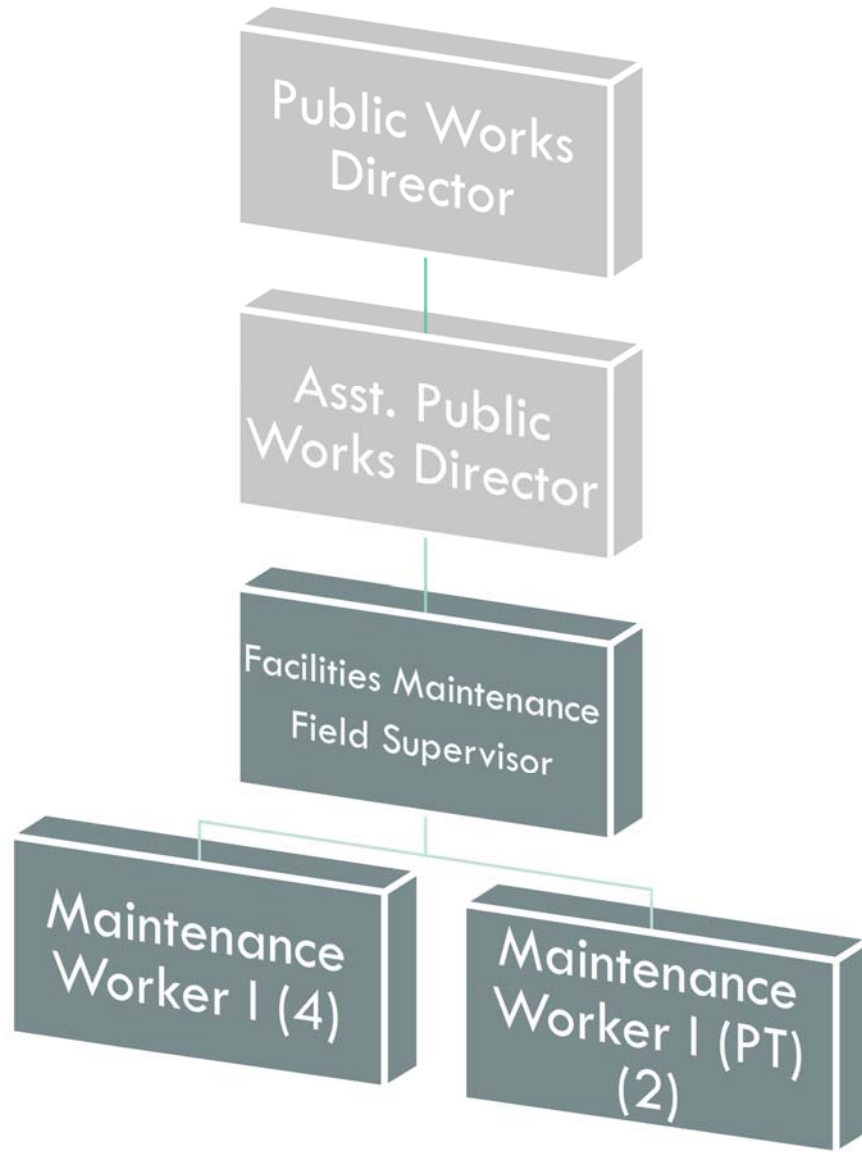 Public Works
Director
Asst. Public
Works Director
Facilities Maintenance
Field Supervisor
Maintenance
Worker I (4)
Maintenance
Worker I (PT)
(2)